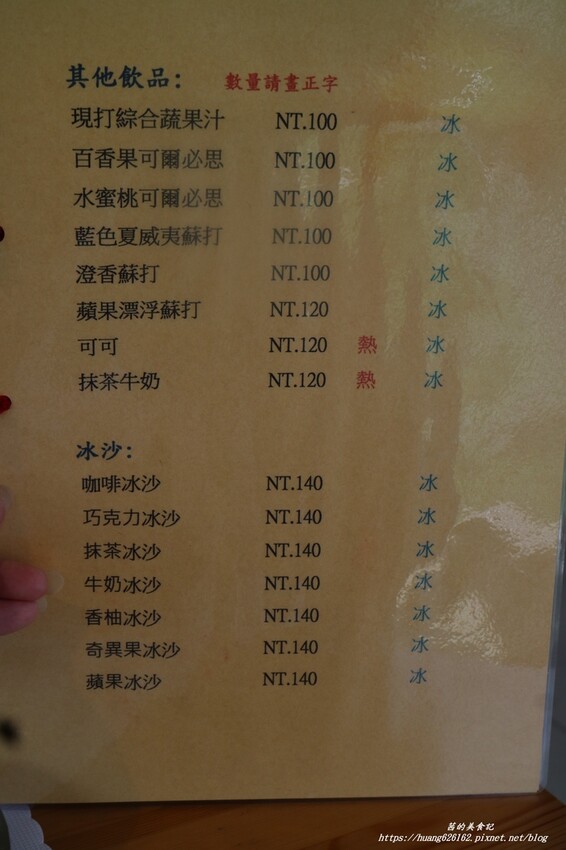 其他飲品: 數量請畫正字
現打綜合蔬果汁 NT.100 冰
百香果可爾必思 NT.100 冰
水蜜桃可爾必思 NT.100 冰
藍色夏威夷蘇打 NT.100 冰
澄香蘇打 NT.100 冰
蘋果漂浮蘇打 NT.120 冰
可可 NT.120 熱 冰
抹茶牛奶 NT.120 熱 冰
冰沙:
咖啡冰沙 NT.140 冰
巧克力冰沙 NT.140 冰
抹茶冰沙 NT.140 冰
牛奶冰沙 NT.140 冰
香柚冰沙 NT.140 冰
奇異果冰沙 NT.140 冰
蘋果冰沙 NT.140 冰
莤的美食記
https://huang626162.pixnet.net/blog